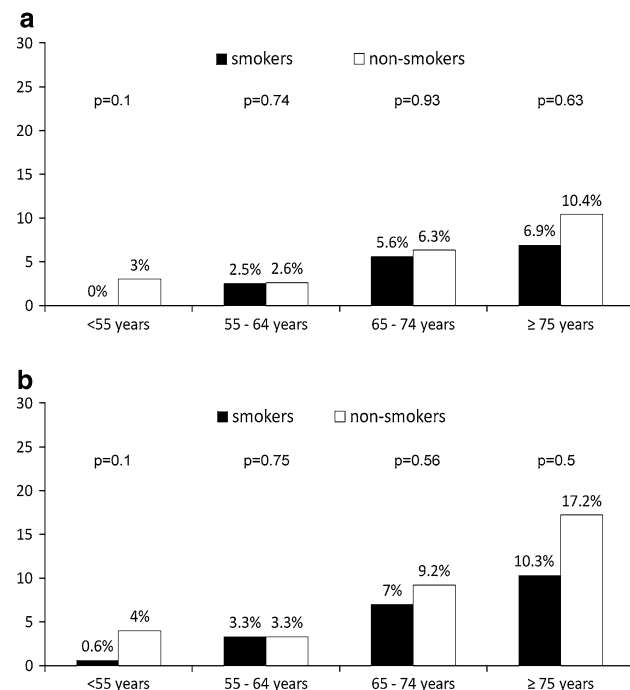 a
30
smokers non-smokers
25
p=0.1 p=0.74 p=0.93 p=0.63
20
15
10.4%
10
6.9%
5.6% 6.3%
5
3% 2.5% 2.6%
0%
0
<55 years 55 - 64 years 65 - 74 years ≥ 75 years
b
30
smokers non-smokers
25
p=0.1 p=0.75 p=0.56 p=0.5
20
17.2%
15
10.3%
10
9.2%
7%
5
4% 3.3% 3.3%
0.6%
0
<55 years 55 - 64 years 65 - 74 years ≥ 75 years